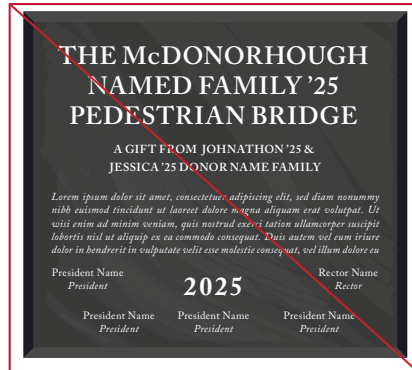 THE McDONORHOUGH
NAMED FAMILY ’25
PEDESTRIAN BRIDGE
A GIFT FROM JOHNATHON ’25 &
JESSICA ’25 DONOR NAME FAMILY
Lorem ipsum dolor sit amet, consectetuer adipiscing elit, sed diam nonummy
nibh euismod tincidunt ut laoreet dolore magna aliquam erat volutpat. Ut
wisi enim ad minim veniam, quis nostrud exerci tation ullamcorper suscipit
lobortis nisl ut aliquip ex ea commodo consequat. Duis autem vel eum iriure
dolor in hendrerit in vulputate velit esse molestie consequat, vel illum dolore eu
President Name
President
2025
Rector Name
Rector
President Name
President
President Name
President
President Name
President